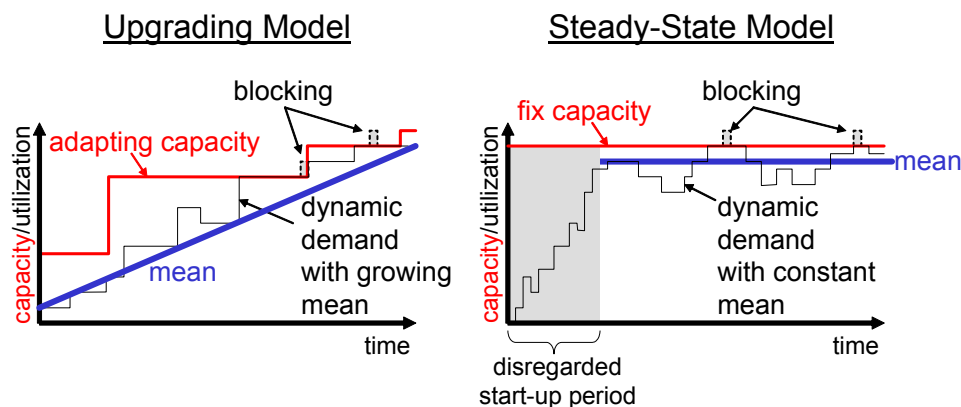 Upgrading Model
blocking
adapting capacity
capacity/utilization
mean
dynamic
demand
with growing
mean
time
Steady-State Model
fix capacity
blocking
mean
capacity/utilization
dynamic
demand
with constant
mean
time
disregarded
start-up period